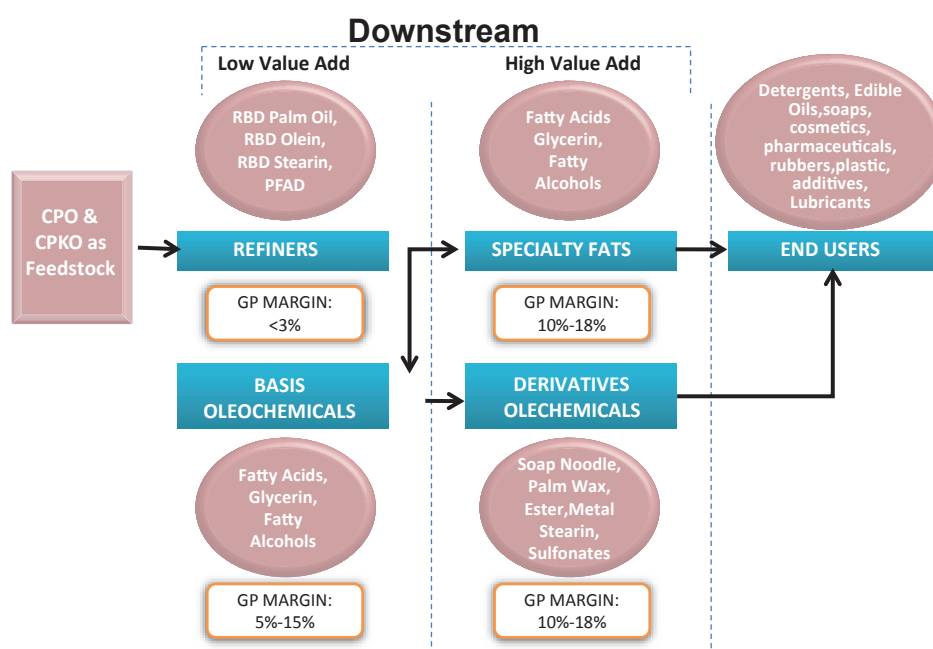 Downstream
Low Value Add
High Value Add
RBD Palm Oil,
RBD Olein,
RBD Stearin,
PFAD
Fatty Acids
Glycerin,
Fatty
Alcohols
Detergents, Edible
Oils,soaps,
cosmetics,
pharmaceuticals,
rubbers,plastic,
additives,
Lubricants
CPO &
CPKO as
Feedstock
REFINERS
SPECIALTY FATS
END USERS
GP MARGIN:
<3%
GP MARGIN:
10%-18%
BASIS
OLEOCHEMICALS
DERIVATIVES
OLECHEMICALS
Fatty Acids,
Glycerin,
Fatty
Alcohols
Soap Noodle,
Palm Wax,
Ester,Metal
Stearin,
Sulfonates
GP MARGIN:
5%-15%
GP MARGIN:
10%-18%